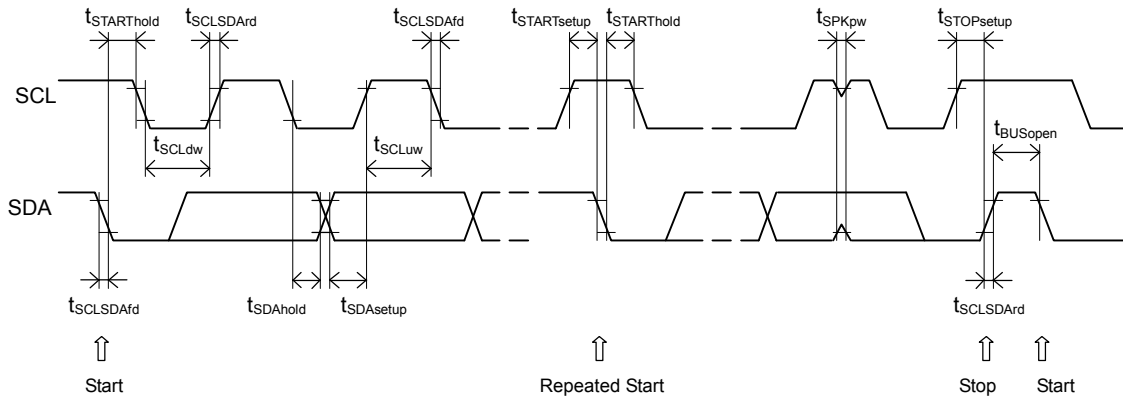 tSTARThold tSCLSDArd tSCLSDAfd tSTARTsetup tSTARThold tSPKpw tSTOPsetup
SCL
tSCLdw tSCLuw tBUSopen
SDA
tSCLSDAfd tSDAhold tSDAsetup tSCLSDArd
Start Repeated Start Stop Start